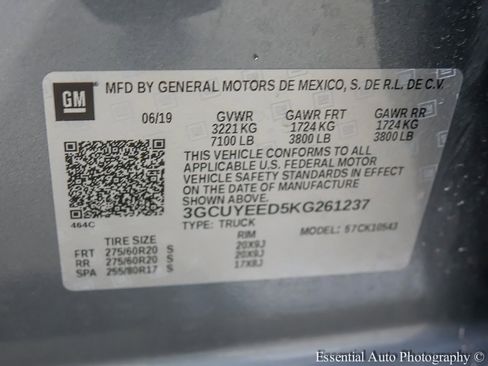 GM
MFD BY GENERAL MOTORS DE MEXICO, S. DE R.L. DE C.V.
06/19 GVWR GAWR FRT GAWR RR
3221 KG 1724 KG 1724 KG
7100 LB 3800 LB 3800 LB
THIS VEHICLE CONFORMS TO ALL
APPLICABLE U.S. FEDERAL MOTOR
VEHICLE SAFETY STANDARDS IN EFFECT
ON THE DATE OF MANUFACTURE
SHOWN ABOVE.
3GCUYEED5KG261237
464C TYPE: TRUCK MODEL: 57CK10543
TIRE SIZE RIM
FRT 275/60R20 S 20X9J
RR 275/60R20 S 20X9J
SPA 255/80R17 S 17X8J
Essential Auto Photography ©
www.EssentialAutoPhoto.com